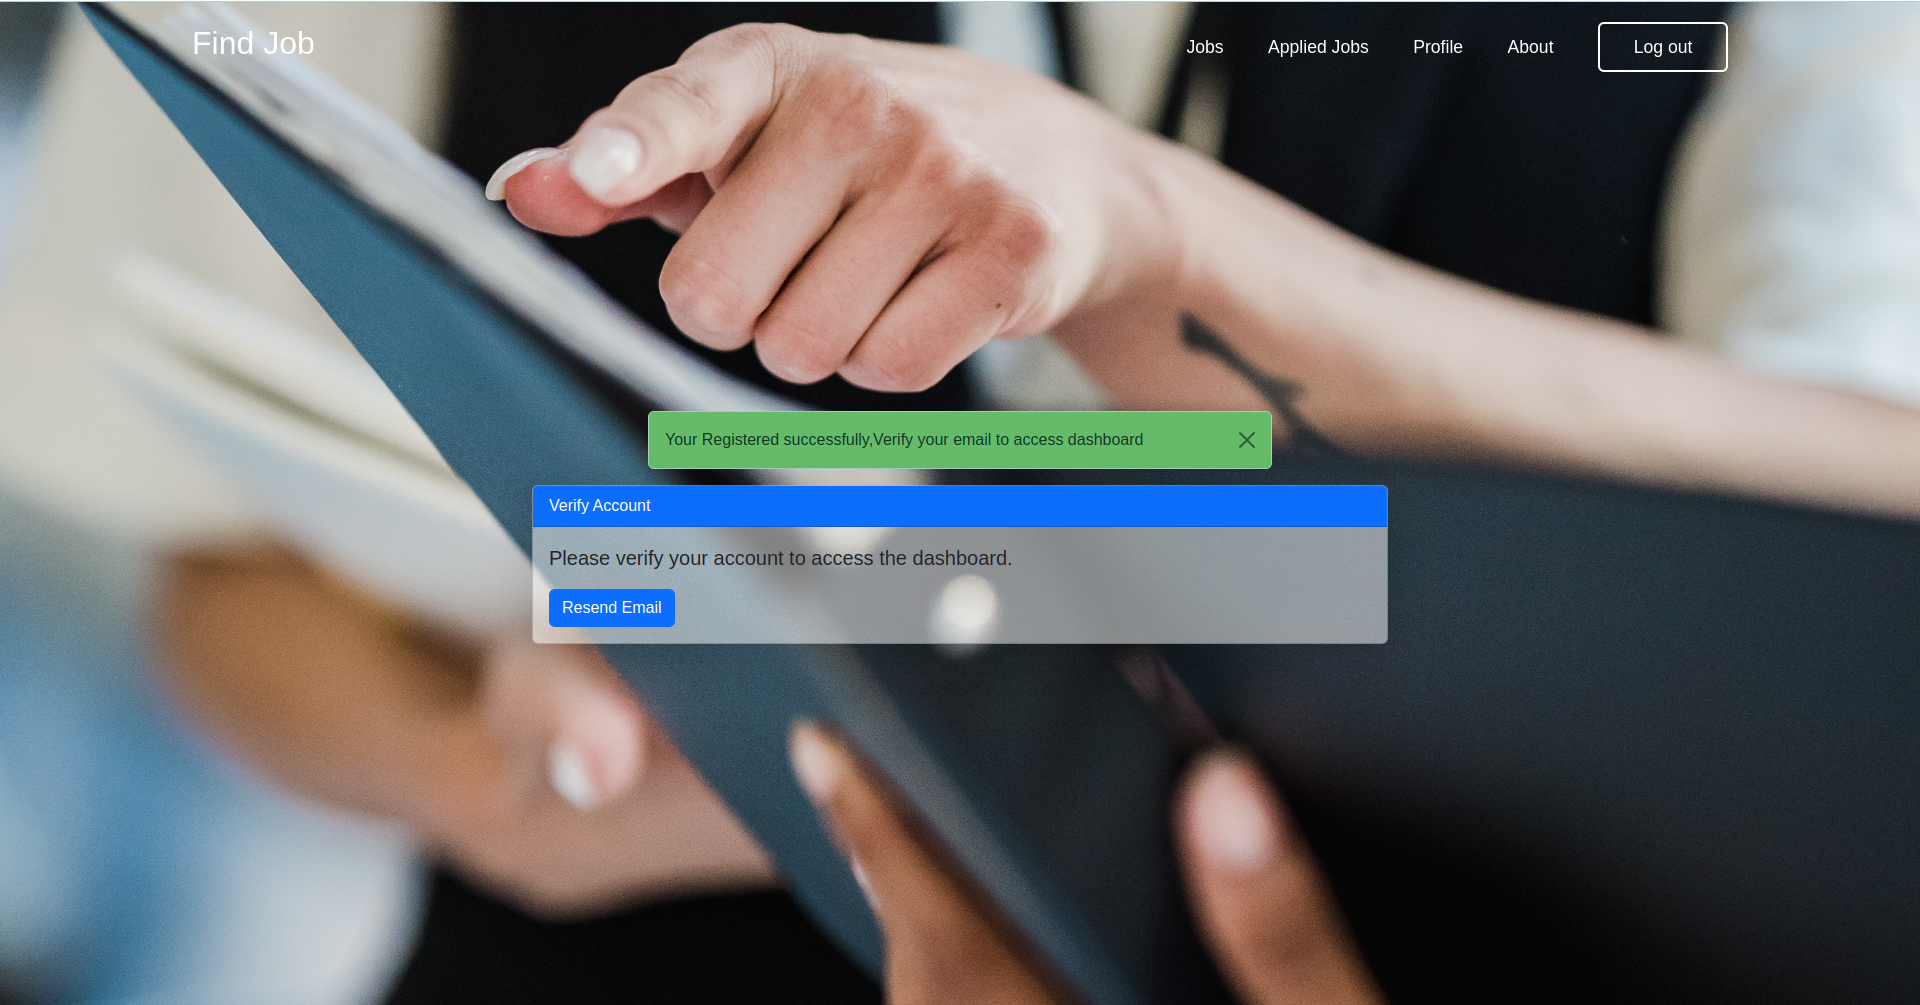 Find Job
Jobs
Applied Jobs
Profile
About
Log out
Your Registered successfully,Verify your email to access dashboard
Verify Account
Please verify your account to access the dashboard.
Resend Email